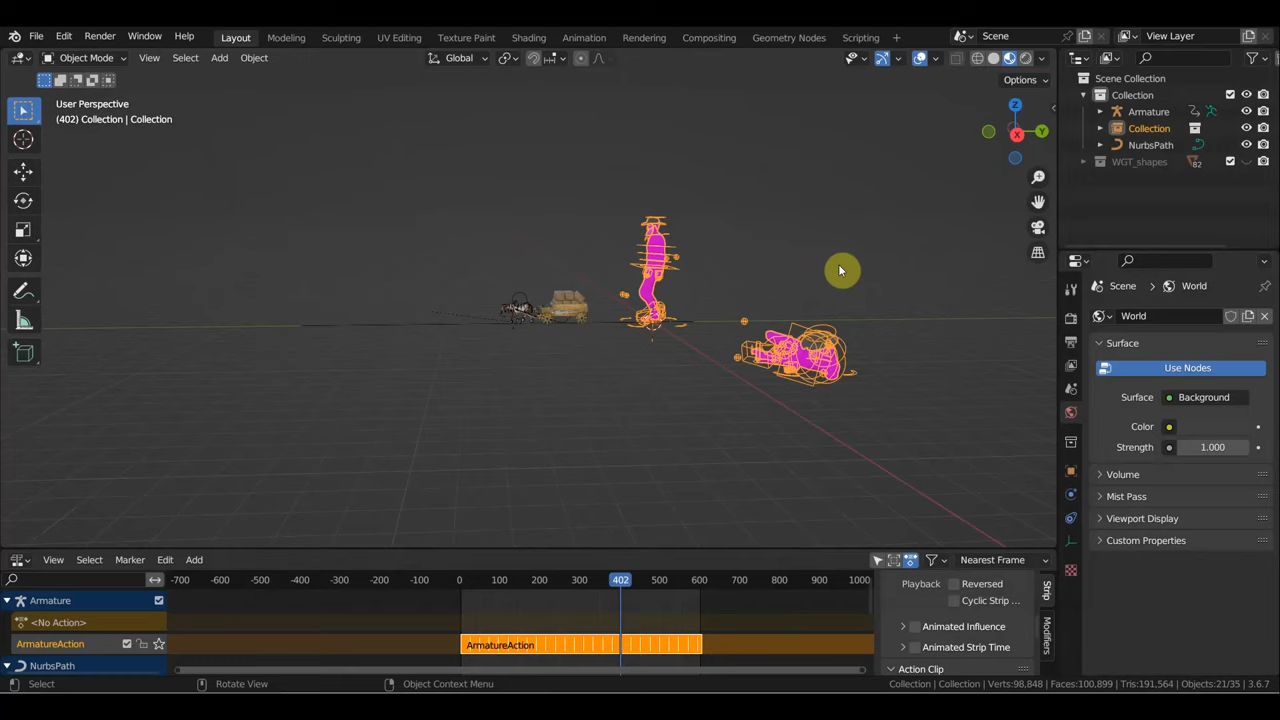 File Edit Render Window Help Layout Modeling Sculpting UV Editing Texture Paint Shading Animation Rendering Compositing Geometry Nodes Scripting + Scene View Layer
Object Mode View Select Add Object Global
Options
User Perspective
(402) Collection | Collection
Z
Y
X
Scene Collection
Collection
Armature
Collection
NurbsPath
WGT_shapes 82
Scene World
World
Surface
Use Nodes
Surface Background
Color
Strength 1.000
Volume
Mist Pass
Viewport Display
Custom Properties
View Select Marker Edit Add Nearest Frame
-700 -600 -500 -400 -300 -200 -100 0 100 200 300 402 500 600 700 800 900 1000
Armature
<No Action>
ArmatureAction
ArmatureAction
NurbsPath
Playback Reversed
Cyclic Strip ...
Animated Influence
Animated Strip Time
Action Clip
Strip
Modifiers
Select Rotate View Object Context Menu Collection | Collection | Verts:98,848 | Faces:100,899 | Tris:191,564 | Objects:21/35 | 3.6.7